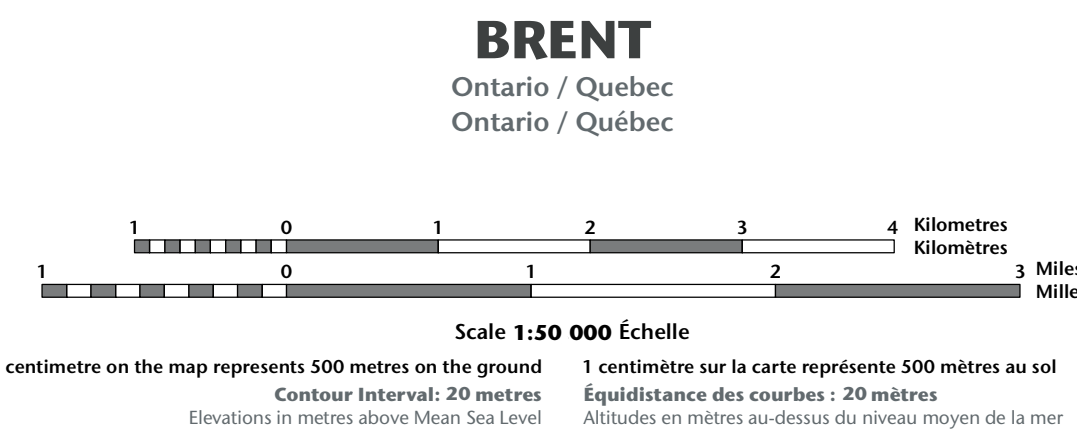 BRENT
Ontario / Quebec
Ontario / Québec
1 0 1 2 3 4 Kilometres
Kilomètres
1 0 1 2 3 Miles
Mille
Scale 1:50 000 Échelle
centimetre on the map represents 500 metres on the ground
1 centimètre sur la carte représente 500 mètres au sol
Contour Interval: 20 metres
Équidistance des courbes : 20 mètres
Elevations in metres above Mean Sea Level
Altitudes en mètres au-dessus du niveau moyen de la mer